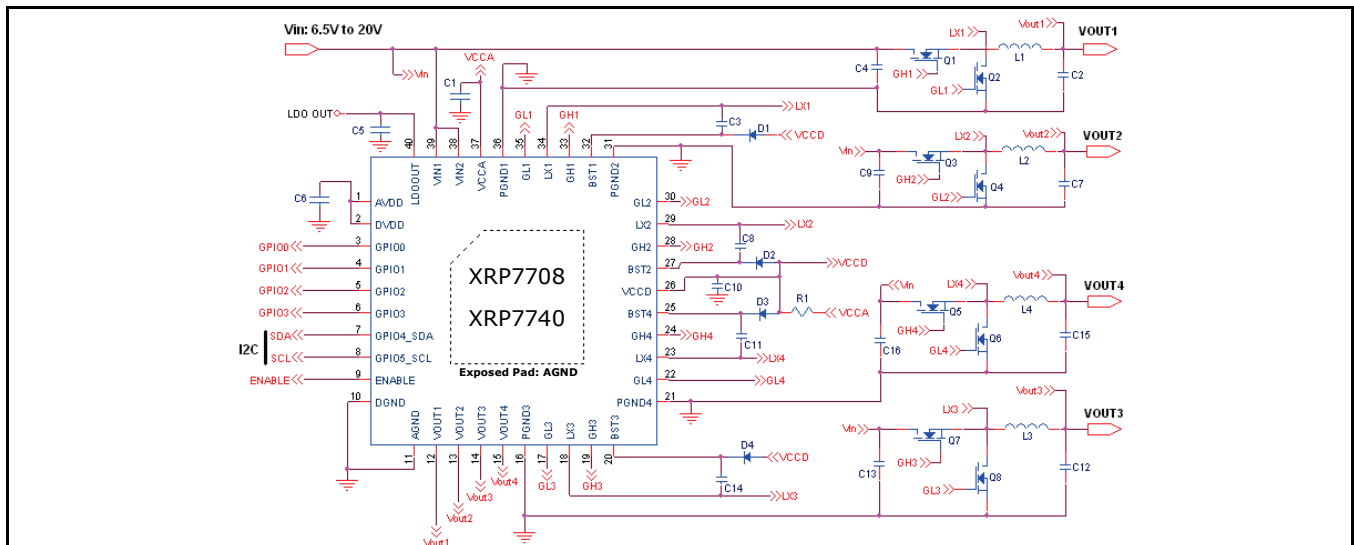 Vin: 6.5V to 20V
Vin
LDO OUT
C5
C1
VCCA
GL1
GH1
LX1
C3
D1
VCCD
40 39 38 37 36 35 34 33 32 31
LDOOUT VIN1 VIN2 VCCA PGND1 GL1 LX1 GH1 BST1 PGND2
C6
1 AVDD
2 DVDD
GPIO0 3 GPIO0
GPIO1 4 GPIO1
GPIO2 5 GPIO2
GPIO3 6 GPIO3
I2C
SDA 7 GPIO4_SDA
SCL 8 GPIO5_SCL
ENABLE 9 ENABLE
10 DGND
XRP7708
XRP7740
Exposed Pad: AGND
GL2 30 GL2
LX2 29 LX2
C8
GH2 28 GH2
BST2 27 D2 VCCD
VCCD 26 C10
BST4 25 D3 R1 VCCA
GH4 24 GH4
C11
LX4 23 LX4
GL4 22 GL4
PGND4 21
AGND VOUT1 VOUT2 VOUT3 VOUT4 PGND3 GL3 LX3 GH3 BST3
11 12 13 14 15 16 17 18 19 20
Vout1
Vout2
Vout3
Vout4
GL3
GH3
D4
VCCD
C14
LX3
Vout1
VOUT1
LX1
C4
Q1
GH1
Q2
GL1
L1
C2
Vout2
VOUT2
LX2
Vin
C9
Q3
GH2
Q4
GL2
L2
C7
Vout4
VOUT4
LX4
Vin
C16
Q5
GH4
Q6
GL4
L4
C15
Vout3
VOUT3
LX3
Vin
C13
Q7
GH3
Q8
GL3
L3
C12